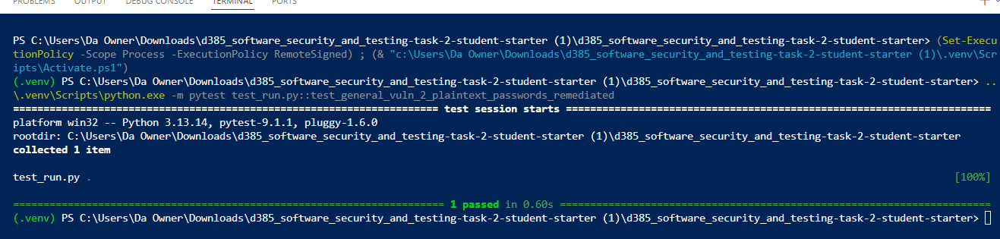 PROBLEMS OUTPUT DEBUG CONSOLE TERMINAL PORTS
PS C:\Users\Da Owner\Downloads\d385_software_security_and_testing-task-2-student-starter (1)\d385_software_security_and_testing-task-2-student-starter> (Set-Execu
tionPolicy -Scope Process -ExecutionPolicy RemoteSigned) ; (& "c:\Users\Da Owner\Downloads\d385_software_security_and_testing-task-2-student-starter (1)\.venv\Scr
ipts\Activate.ps1")
(.venv) PS C:\Users\Da Owner\Downloads\d385_software_security_and_testing-task-2-student-starter (1)\d385_software_security_and_testing-task-2-student-starter> ..
\.venv\Scripts\python.exe -m pytest test_run.py::test_general_vuln_2_plaintext_passwords_remediated
======================================================================= test session starts =======================================================================
platform win32 -- Python 3.13.14, pytest-9.1.1, pluggy-1.6.0
rootdir: C:\Users\Da Owner\Downloads\d385_software_security_and_testing-task-2-student-starter (1)\d385_software_security_and_testing-task-2-student-starter
collected 1 item
test_run.py . [100%]
======================================================================== 1 passed in 0.60s ========================================================================
(.venv) PS C:\Users\Da Owner\Downloads\d385_software_security_and_testing-task-2-student-starter (1)\d385_software_security_and_testing-task-2-student-starter>